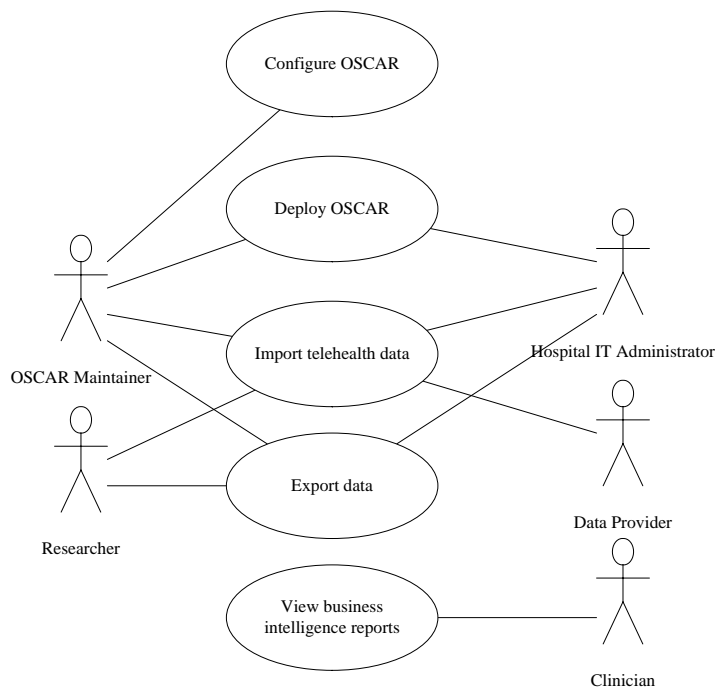 Configure OSCAR
Deploy OSCAR
Import telehealth data
Hospital IT Administrator
OSCAR Maintainer
Export data
Data Provider
Researcher
View business
intelligence reports
Clinician